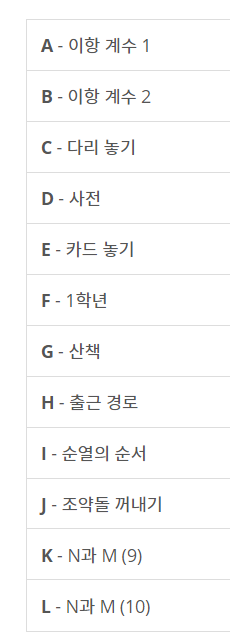 A - 이항 계수 1
B - 이항 계수 2
C - 다리 놓기
D - 사전
E - 카드 놓기
F - 1학년
G - 산책
H - 출근 경로
I - 순열의 순서
J - 조약돌 꺼내기
K - N과 M (9)
L - N과 M (10)